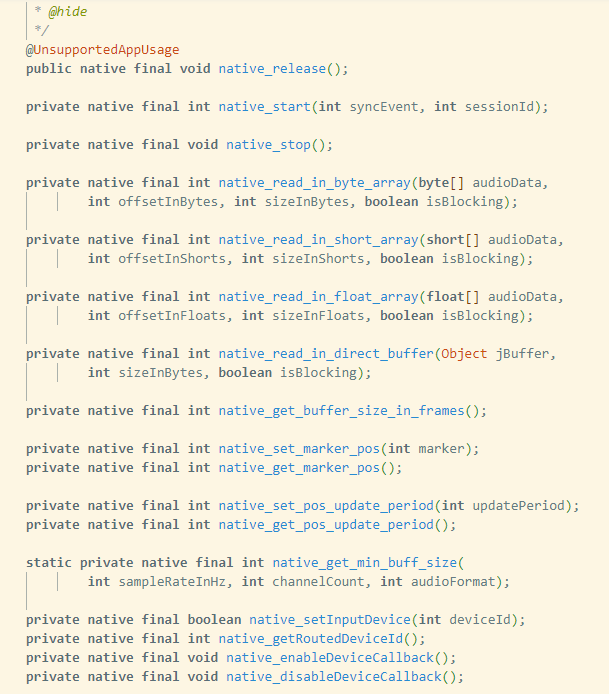 * @hide
*/
@UnsupportedAppUsage
public native final void native_release();
private native final int native_start(int syncEvent, int sessionId);
private native final void native_stop();
private native final int native_read_in_byte_array(byte[] audioData,
int offsetInBytes, int sizeInBytes, boolean isBlocking);
private native final int native_read_in_short_array(short[] audioData,
int offsetInShorts, int sizeInShorts, boolean isBlocking);
private native final int native_read_in_float_array(float[] audioData,
int offsetInFloats, int sizeInFloats, boolean isBlocking);
private native final int native_read_in_direct_buffer(Object jBuffer,
int sizeInBytes, boolean isBlocking);
private native final int native_get_buffer_size_in_frames();
private native final int native_set_marker_pos(int marker);
private native final int native_get_marker_pos();
private native final int native_set_pos_update_period(int updatePeriod);
private native final int native_get_pos_update_period();
static private native final int native_get_min_buff_size(
int sampleRateInHz, int channelCount, int audioFormat);
private native final boolean native_setInputDevice(int deviceId);
private native final int native_getRoutedDeviceId();
private native final void native_enableDeviceCallback();
private native final void native_disableDeviceCallback();